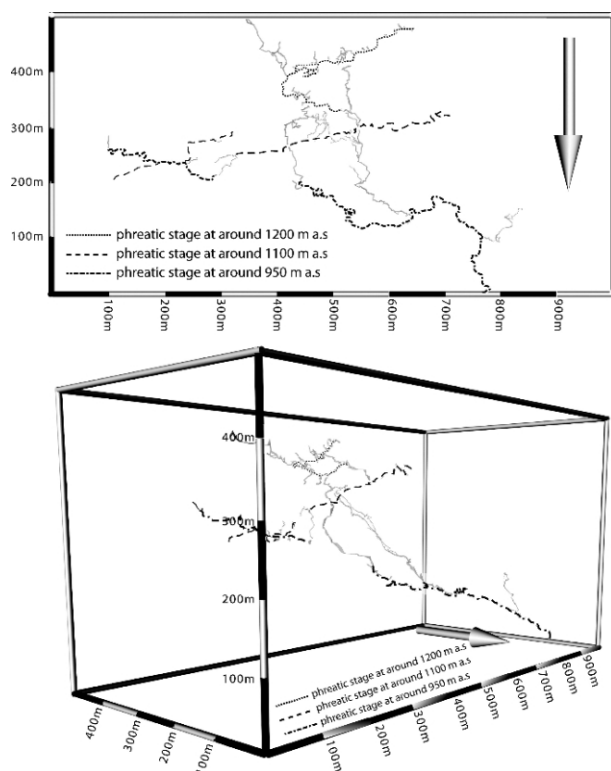 400m
300m
200m
100m
phreatic stage at around 1200 m a.s
phreatic stage at around 1100 m a.s
phreatic stage at around 950 m a.s
100m
200m
300m
400m
500m
600m
700m
800m
900m
400m
300m
200m
100m
phreatic stage at around 1200 m a.s
phreatic stage at around 1100 m a.s
phreatic stage at around 950 m a.s
400m
300m
200m
100m
100m
200m
300m
400m
500m
600m
700m
800m
900m